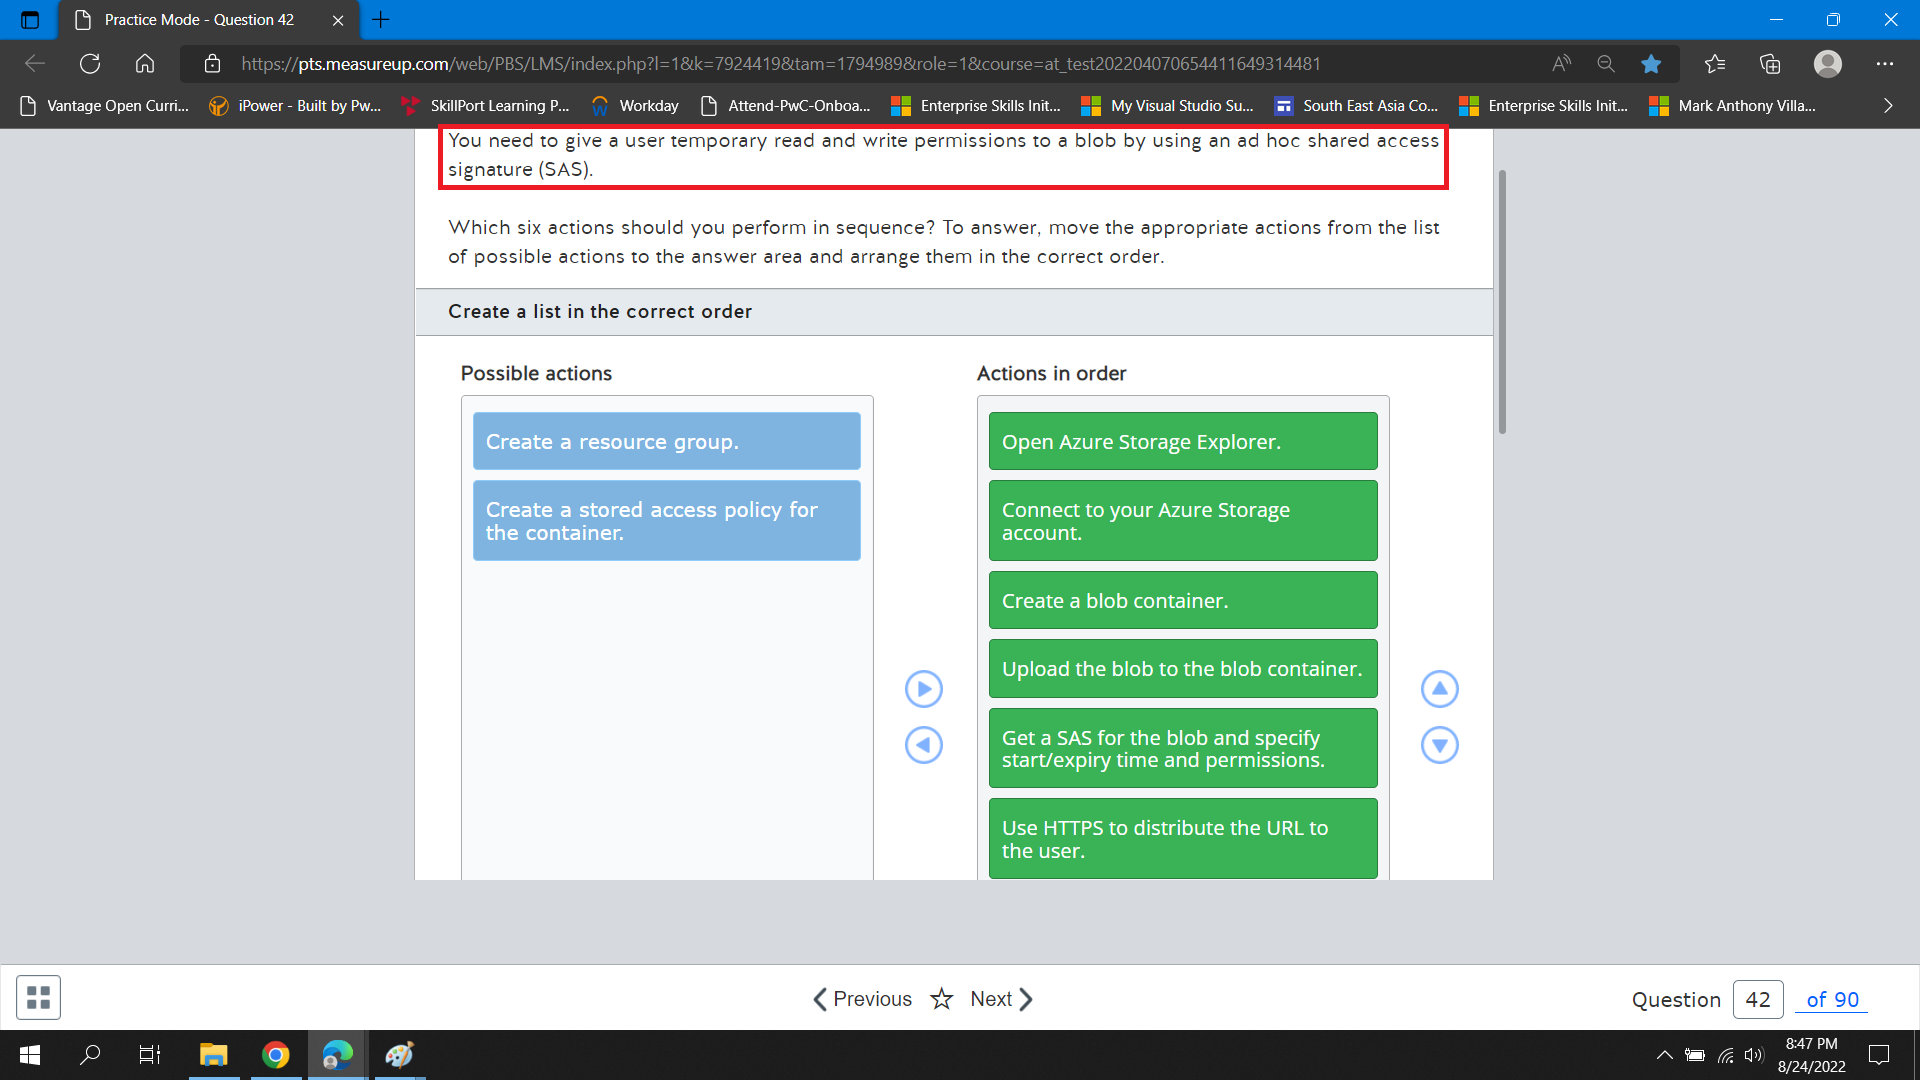 Practice Mode - Question 42
https://pts.measureup.com/web/PBS/LMS/index.php?l=1&k=7924419&tam=1794989&role=1&course=at_test202204070654411649314481
Vantage Open Curri... iPower - Built by Pw... SkillPort Learning P... Workday Attend-PwC-Onboa... Enterprise Skills Init... My Visual Studio Su... South East Asia Co... Enterprise Skills Init... Mark Anthony Villa...
You need to give a user temporary read and write permissions to a blob by using an ad hoc shared access
signature (SAS).
Which six actions should you perform in sequence? To answer, move the appropriate actions from the list
of possible actions to the answer area and arrange them in the correct order.
Create a list in the correct order
Possible actions
Create a resource group.
Create a stored access policy for
the container.
Actions in order
Open Azure Storage Explorer.
Connect to your Azure Storage
account.
Create a blob container.
Upload the blob to the blob container.
Get a SAS for the blob and specify
start/expiry time and permissions.
Use HTTPS to distribute the URL to
the user.
Previous Next
Question 42 of 90
8:47 PM
8/24/2022